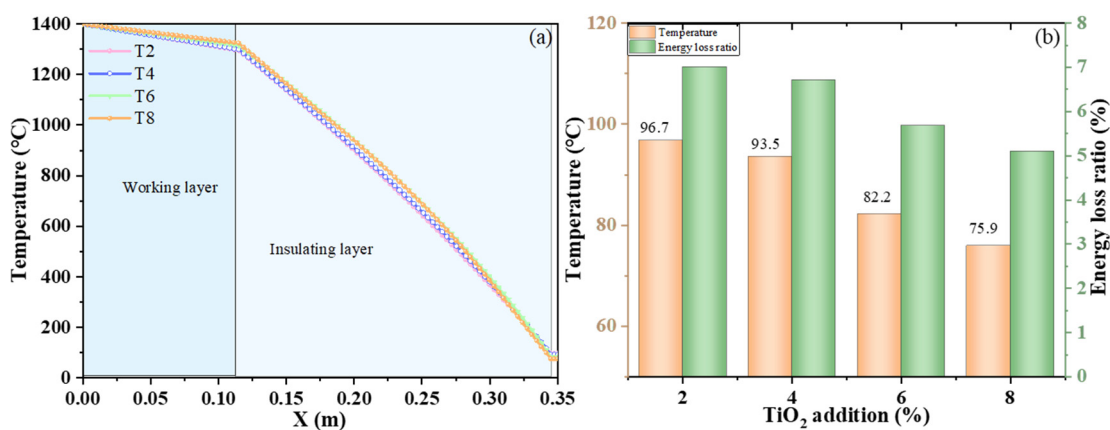 1400
1200
1000
800
600
400
200
0
Temperature (℃)
(a)
T2
T4
T6
T8
Working layer
Insulating layer
0.00 0.05 0.10 0.15 0.20 0.25 0.30 0.35
X (m)
120
100
80
60
Temperature (℃)
Temperature
Energy loss ratio
(b)
96.7
93.5
82.2
75.9
8
7
6
5
4
3
2
1
0
Energy loss ratio (%)
2 4 6 8
TiO₂ addition (%)